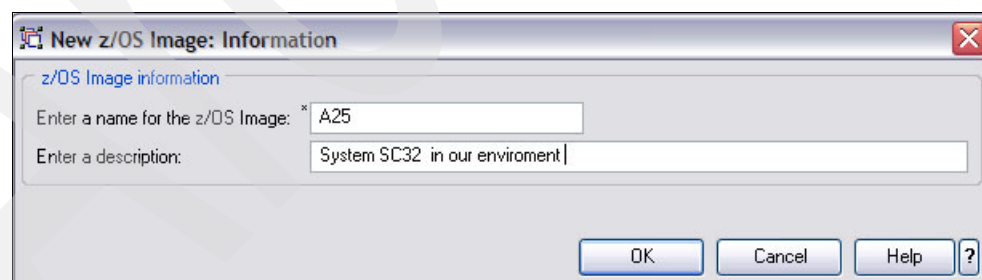 New z/OS Image: Information
z/OS Image information
Enter a name for the z/OS Image: * A25
Enter a description: System SC32 in our enviroment
OK Cancel Help ?